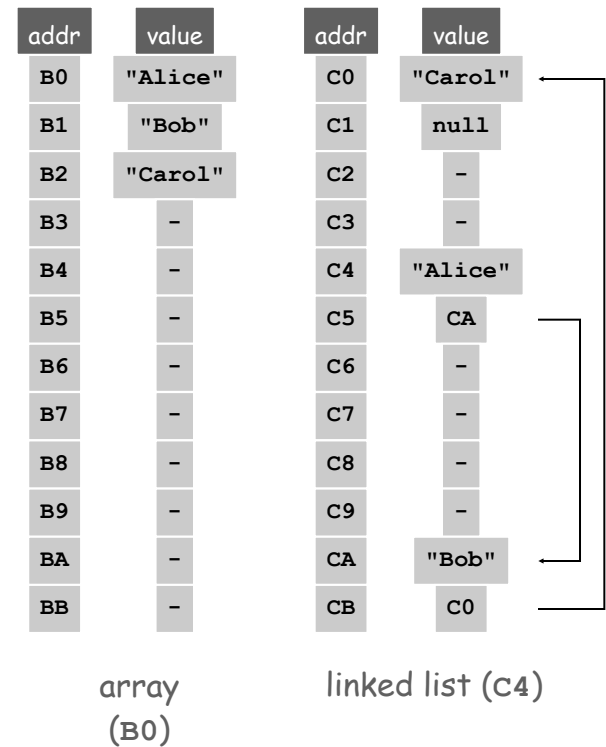 addr value addr value
B0 "Alice" C0 "Carol"
B1 "Bob" C1 null
B2 "Carol" C2 -
B3 - C3 -
B4 - C4 "Alice"
B5 - C5 CA
B6 - C6 -
B7 - C7 -
B8 - C8 -
B9 - C9 -
BA - CA "Bob"
BB - CB C0
array linked list (C4)
(B0)